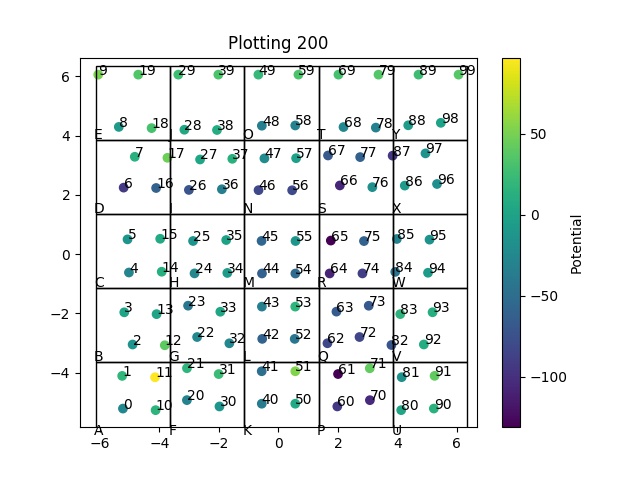 Plotting 200
9 19 29 39 49 59 69 79 89 99
6
8 18 28 38 48 58 68 78 88 98
E J O T Y
4
7 17 27 37 47 57 67 77 87 97
6 16 26 36 46 56 66 76 86 96
2
D I N S X
5 15 25 35 45 55 65 75 85 95
0
4 14 24 34 44 54 64 74 84 94
C H M R W
3 13 23 33 43 53 63 73 83 93
−2
2 12 22 32 42 52 62 72 82 92
B G L Q V
1 11 21 31 41 51 61 71 81 91
−4
0 10 20 30 40 50 60 70 80 90
A F K P U
−6 −4 −2 0 2 4 6
50
0
−50
−100
Potential